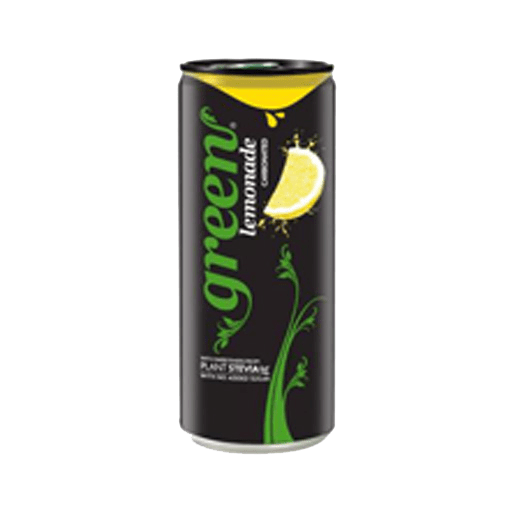 green®
lemonade
CARBONATED
PLANT STEVIA
WITH NO ADDED SUGAR